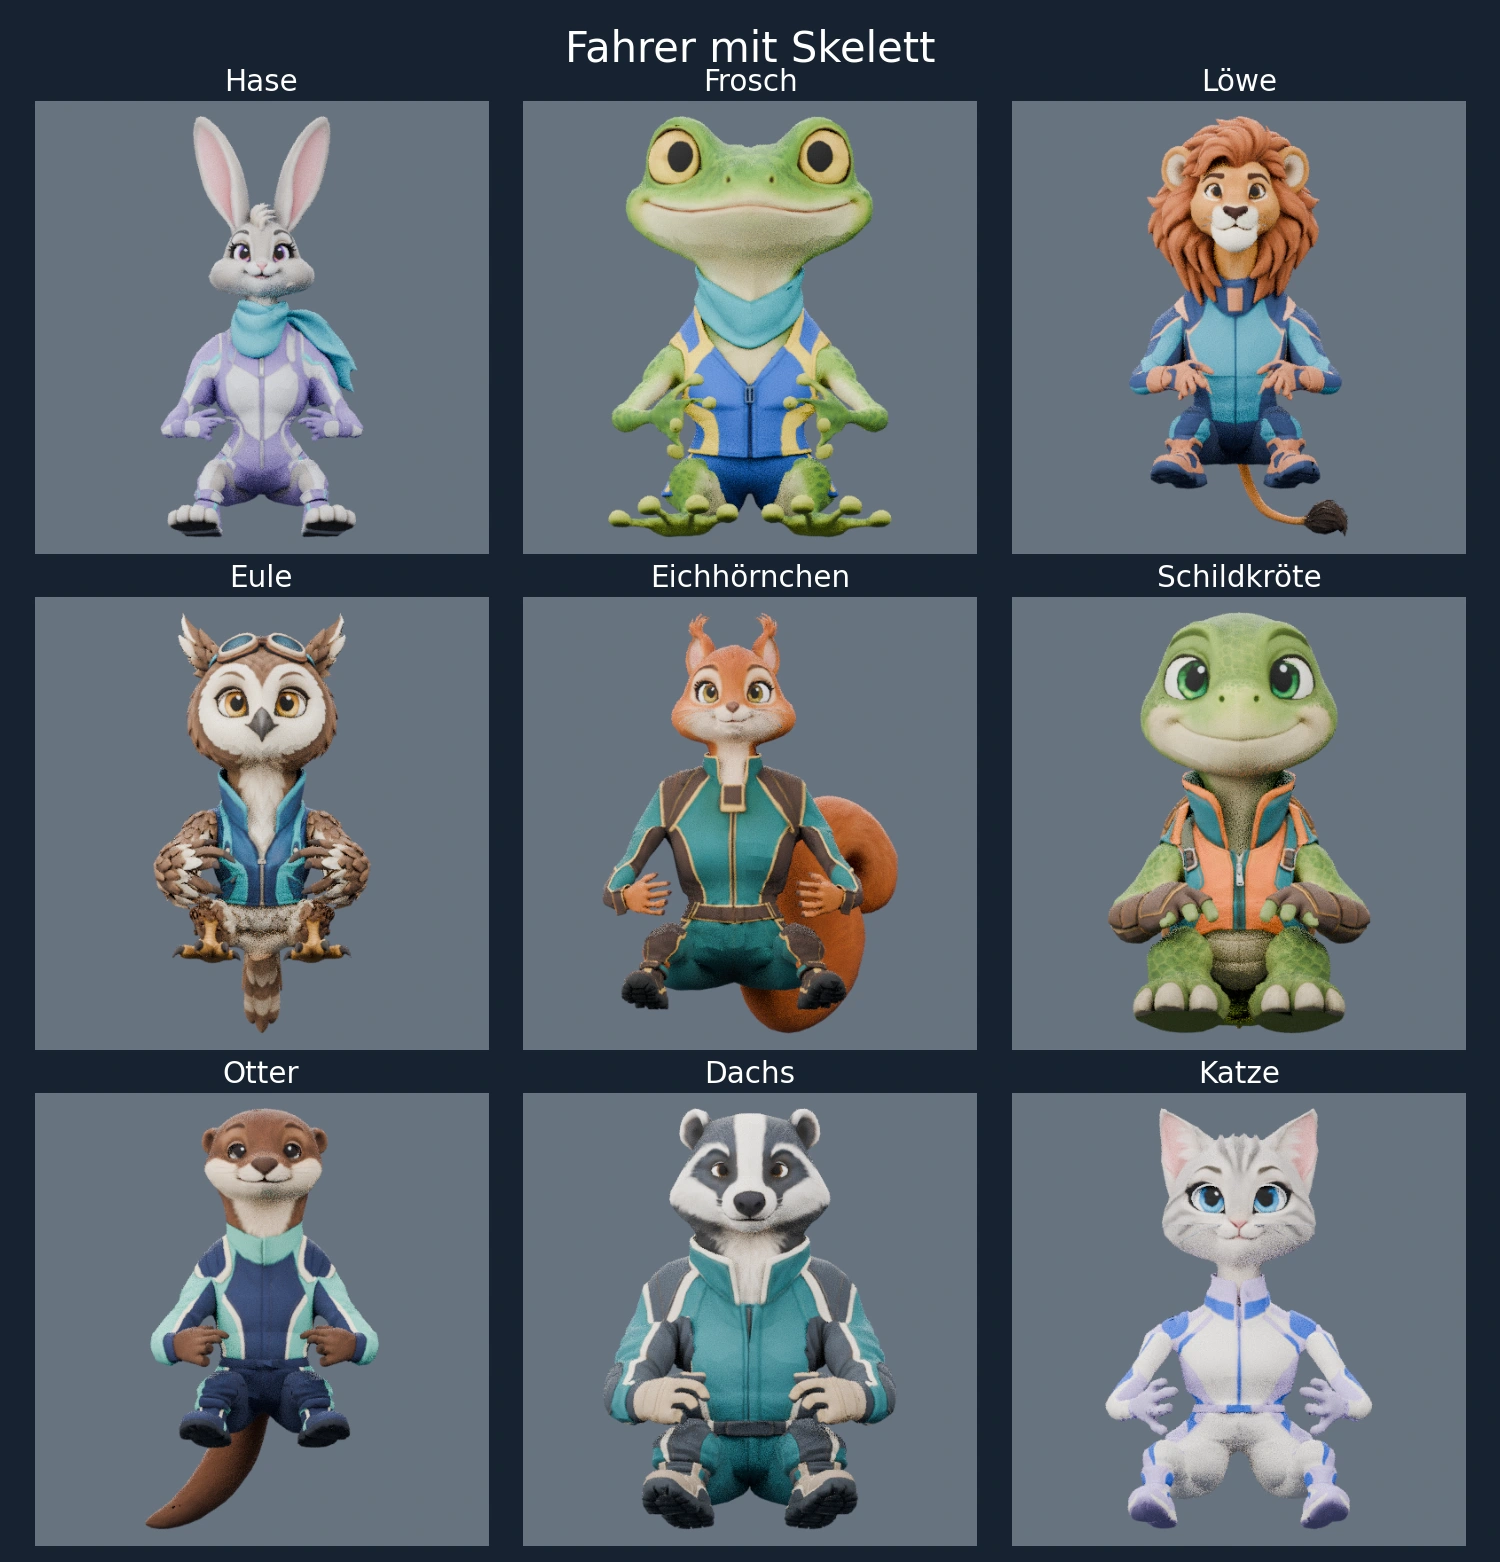 Fahrer mit Skelett
Hase
Frosch
Löwe
Eule
Eichhörnchen
Schildkröte
Otter
Dachs
Katze